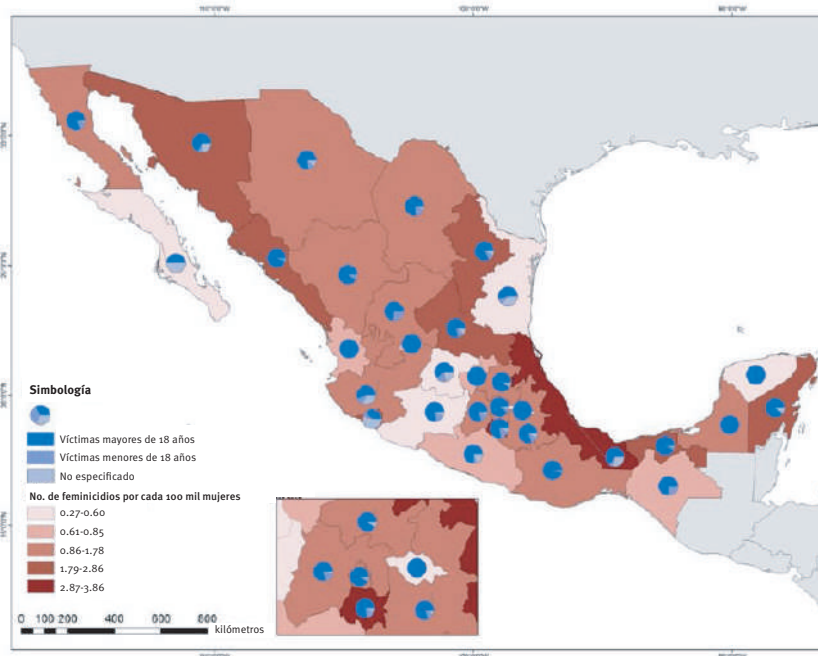 Simbología
Víctimas mayores de 18 años
Víctimas menores de 18 años
No especificado
No. de feminicidios por cada 100 mil mujeres
0.27-0.60
0.61-0.85
0.86-1.78
1.79-2.86
2.87-3.86
0 100 200 400 600 800
kilómetros